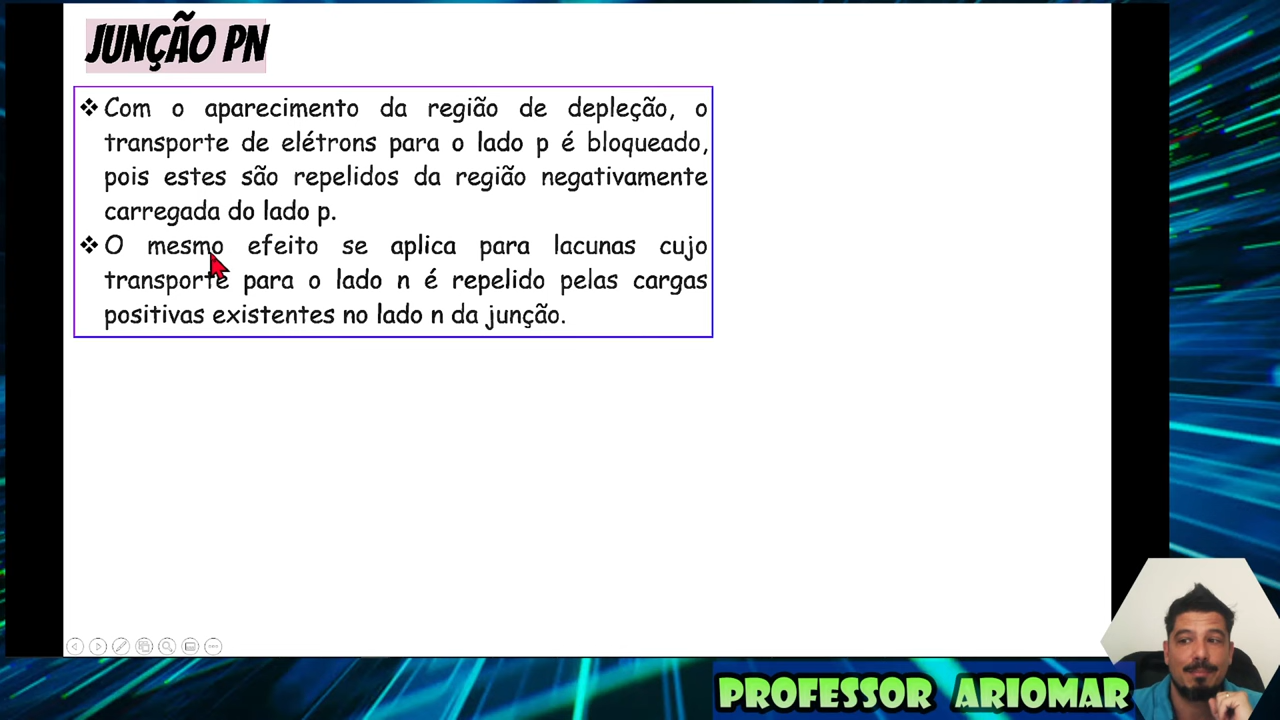 JUNÇÃO PN
❖ Com o aparecimento da região de depleção, o
transporte de elétrons para o lado p é bloqueado,
pois estes são repelidos da região negativamente
carregada do lado p.
❖ O mesmo efeito se aplica para lacunas cujo
transporte para o lado n é repelido pelas cargas
positivas existentes no lado n da junção.
PROFESSOR ARIOMAR